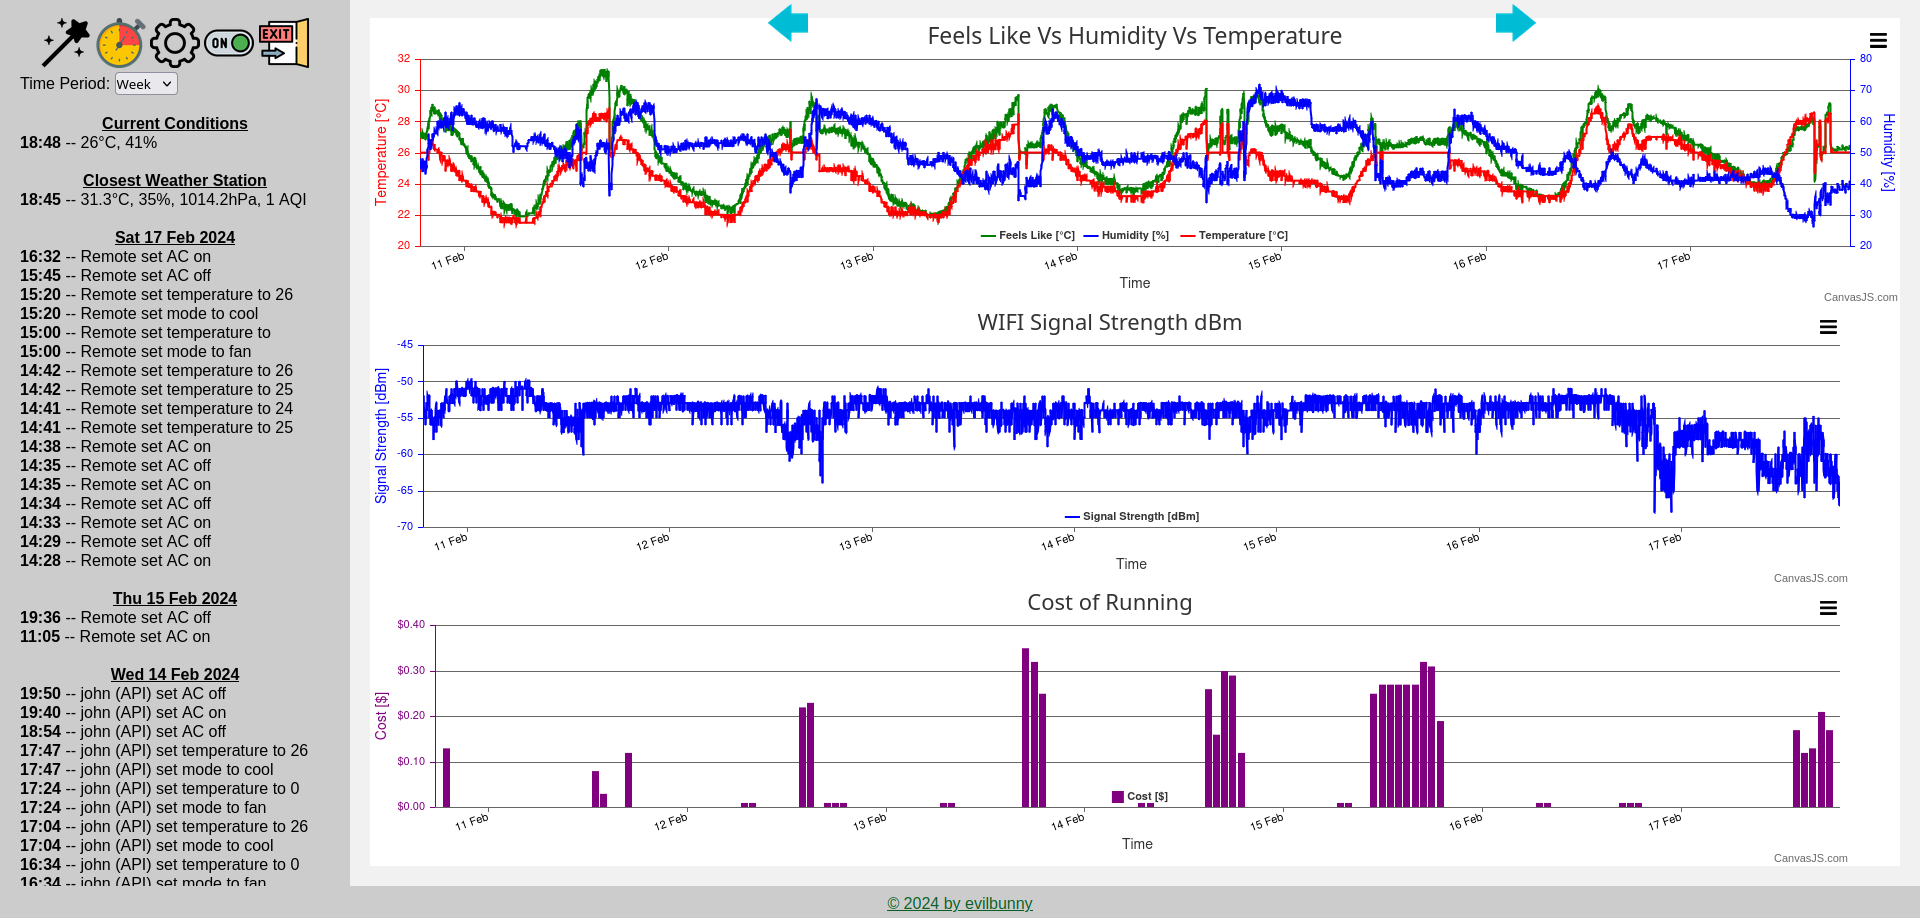 ON
EXIT
Time Period: Week
Current Conditions
18:48 -- 26°C, 41%
Closest Weather Station
18:45 -- 31.3°C, 35%, 1014.2hPa, 1 AQI
Sat 17 Feb 2024
16:32 -- Remote set AC on
15:45 -- Remote set AC off
15:20 -- Remote set temperature to 26
15:20 -- Remote set mode to cool
15:00 -- Remote set temperature to
15:00 -- Remote set mode to fan
14:42 -- Remote set temperature to 26
14:42 -- Remote set temperature to 25
14:41 -- Remote set temperature to 24
14:41 -- Remote set temperature to 25
14:38 -- Remote set AC on
14:35 -- Remote set AC off
14:35 -- Remote set AC on
14:34 -- Remote set AC off
14:33 -- Remote set AC on
14:29 -- Remote set AC off
14:28 -- Remote set AC on
Thu 15 Feb 2024
19:36 -- Remote set AC off
11:05 -- Remote set AC on
Wed 14 Feb 2024
19:50 -- john (API) set AC off
19:40 -- john (API) set AC on
18:54 -- john (API) set AC off
17:47 -- john (API) set temperature to 26
17:47 -- john (API) set mode to cool
17:24 -- john (API) set temperature to 0
17:24 -- john (API) set mode to fan
17:04 -- john (API) set temperature to 26
17:04 -- john (API) set mode to cool
16:34 -- john (API) set temperature to 0
16:34 -- john (API) set mode to fan
Feels Like Vs Humidity Vs Temperature
Temperature [°C]
32
30
28
26
24
22
20
80
70
60
50
40
30
20
Humidity [%]
Feels Like [°C] Humidity [%] Temperature [°C]
11 Feb 12 Feb 13 Feb 14 Feb 15 Feb 16 Feb 17 Feb
Time
CanvasJS.com
WIFI Signal Strength dBm
Signal Strength [dBm]
-45
-50
-55
-60
-65
-70
Signal Strength [dBm]
11 Feb 12 Feb 13 Feb 14 Feb 15 Feb 16 Feb 17 Feb
Time
CanvasJS.com
Cost of Running
Cost [$]
$0.40
$0.30
$0.20
$0.10
$0.00
Cost [$]
11 Feb 12 Feb 13 Feb 14 Feb 15 Feb 16 Feb 17 Feb
Time
CanvasJS.com
© 2024 by evilbunny